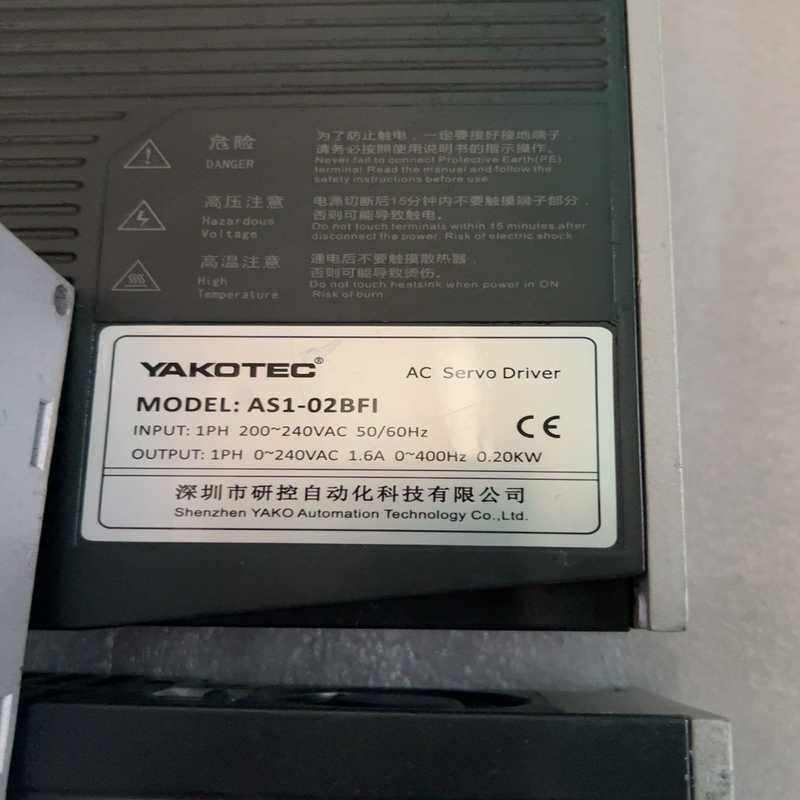 危险
DANGER
为了防止触电，一定要接好接地端子，
请务必按照使用说明书的指示操作。
Never fail to connect Protective Earth(PE)
terminal Read the manual and follow the
safety instructions before use.
高压注意
Hazardous
Voltage
电源切断后15分钟内不要触摸端子部分，
否则可能导致触电。
Do not touch terminals within 15 minutes after
disconnect the power. Risk of electric shock.
高温注意
High
Temperature
通电后不要触摸散热器，
否则可能导致烫伤。
Do not touch heatsink when power in ON
Risk of burn
YAKOTEC®
AC Servo Driver
MODEL: AS1-02BFI
INPUT: 1PH 200~240VAC 50/60Hz
CE
OUTPUT: 1PH 0~240VAC 1.6A 0~400Hz 0.20KW
深圳市研控自动化科技有限公司
Shenzhen YAKO Automation Technology Co.,Ltd.